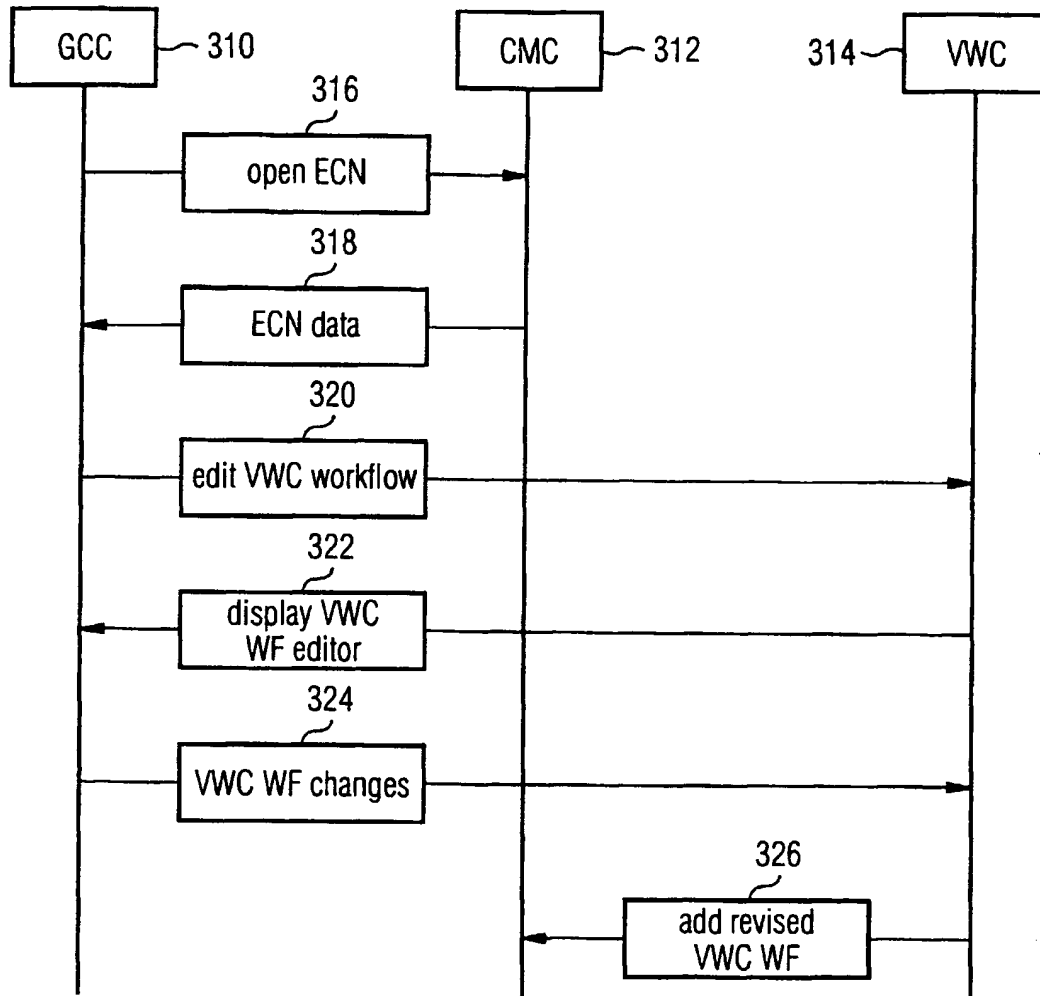 GCC 310 CMC 312 314 VWC
316
open ECN
318
ECN data
320
edit VWC workflow
322
display VWC
WF editor
324
VWC WF changes
326
add revised
VWC WF